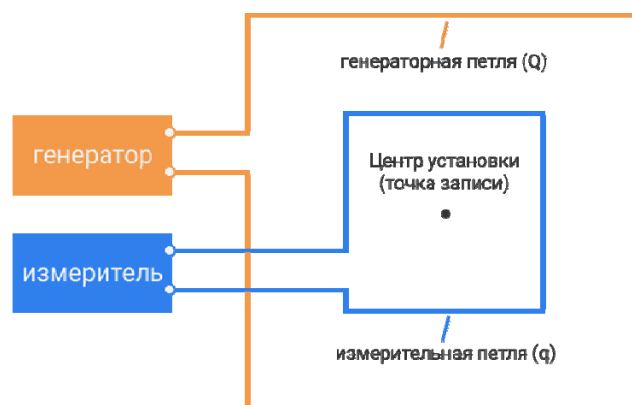 генераторная петля (Q)
генератор
Центр установки
(точка записи)
измеритель
измерительная петля (q)